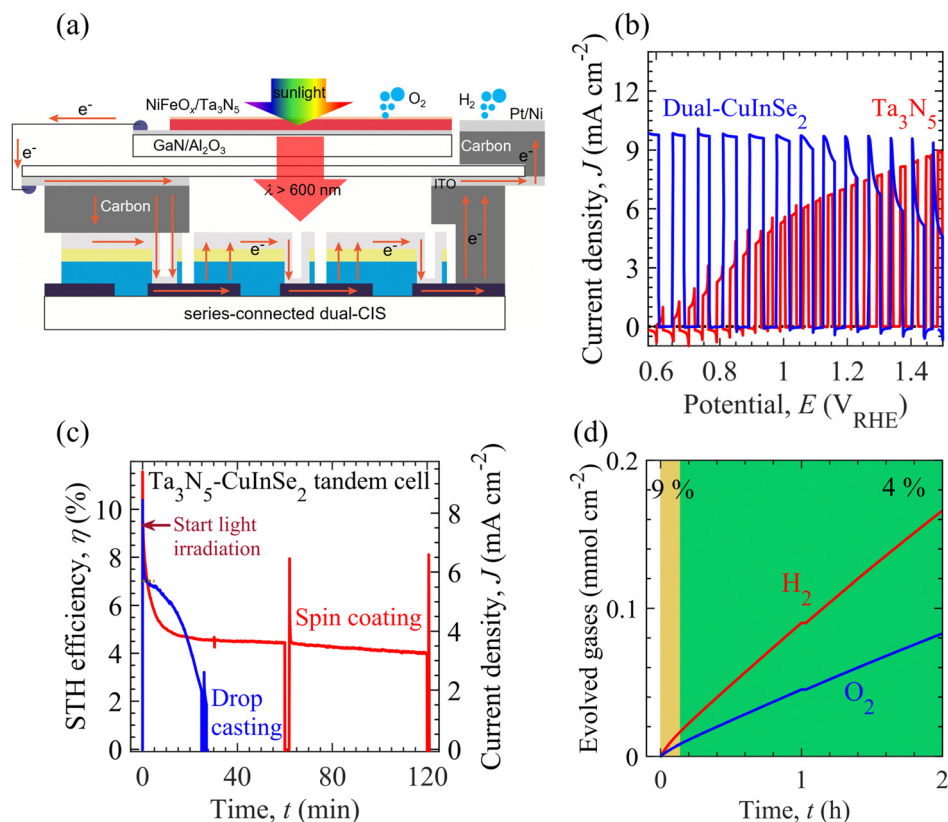 (a)
sunlight
NiFeOₓ/Ta₃N₅
O₂
H₂
Pt/Ni
e⁻
GaN/Al₂O₃
Carbon
e⁻
e⁻
λ > 600 nm
ITO
Carbon
e⁻
e⁻
e⁻
series-connected dual-CIS
(b)
Current density, J (mA cm⁻²)
12
9
6
3
0
Dual-CuInSe₂
Ta₃N₅
0.6
0.8
1
1.2
1.4
Potential, E (V_RHE)
(c)
STH efficiency, η (%)
10
8
6
4
2
0
Ta₃N₅-CuInSe₂ tandem cell
Start light
irradiation
Spin coating
Drop
casting
8
6
4
2
0
Current density, J (mA cm⁻²)
0
40
80
120
Time, t (min)
(d)
Evolved gases (mmol cm⁻²)
0.2
0.1
0
9 %
4 %
H₂
O₂
0
1
2
Time, t (h)